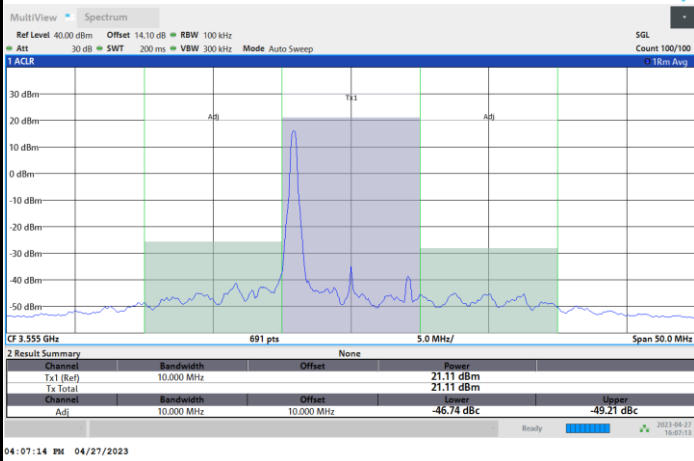 MultiView Spectrum
Ref Level 40.00 dBm Offset 14.10 dB RBW 100 kHz SGL
Att 30 dB SWT 200 ms VBW 300 kHz Mode Auto Sweep Count 100/100
1 ACLR 1Rm Avg
30 dBm
Tx1
20 dBm
Adj Adj
10 dBm
0 dBm
-10 dBm
-20 dBm
-30 dBm
-40 dBm
-50 dBm
CF 3.555 GHz 691 pts 5.0 MHz/ Span 50.0 MHz
2 Result Summary None
Channel Bandwidth Offset Power
Tx1 (Ref) 10.000 MHz 21.11 dBm
Tx Total 21.11 dBm
Channel Bandwidth Offset Lower Upper
Adj 10.000 MHz 10.000 MHz -46.74 dBc -49.21 dBc
Ready 2023-04-27
16:07:13
04:07:14 PM 04/27/2023